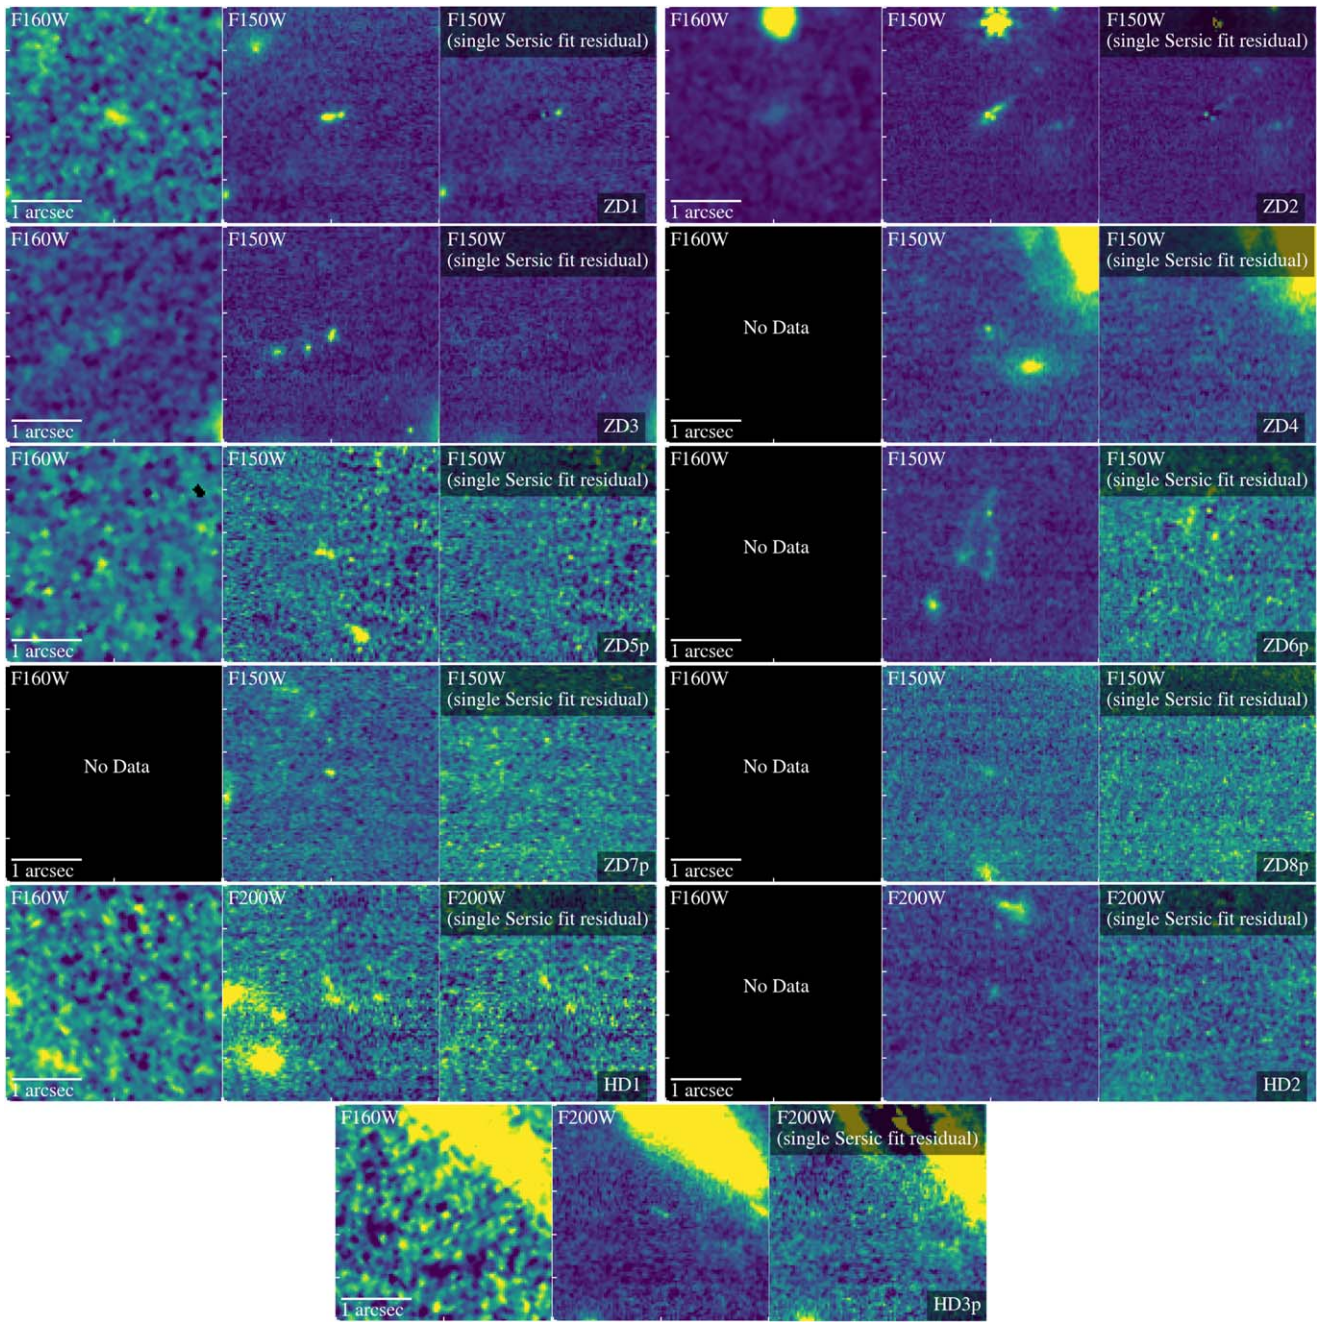 F160W
F150W
F150W
(single Sersic fit residual)
1 arcsec
ZD1
F160W
F150W
F150W
(single Sersic fit residual)
1 arcsec
ZD2
F160W
F150W
F150W
(single Sersic fit residual)
1 arcsec
ZD3
F160W
No Data
F150W
F150W
(single Sersic fit residual)
1 arcsec
ZD4
F160W
F150W
F150W
(single Sersic fit residual)
1 arcsec
ZD5p
F160W
No Data
F150W
F150W
(single Sersic fit residual)
1 arcsec
ZD6p
F160W
No Data
F150W
F150W
(single Sersic fit residual)
1 arcsec
ZD7p
F160W
No Data
F150W
F150W
(single Sersic fit residual)
1 arcsec
ZD8p
F160W
F200W
F200W
(single Sersic fit residual)
1 arcsec
HD1
F160W
No Data
F200W
F200W
(single Sersic fit residual)
1 arcsec
HD2
F160W
F200W
F200W
(single Sersic fit residual)
1 arcsec
HD3p